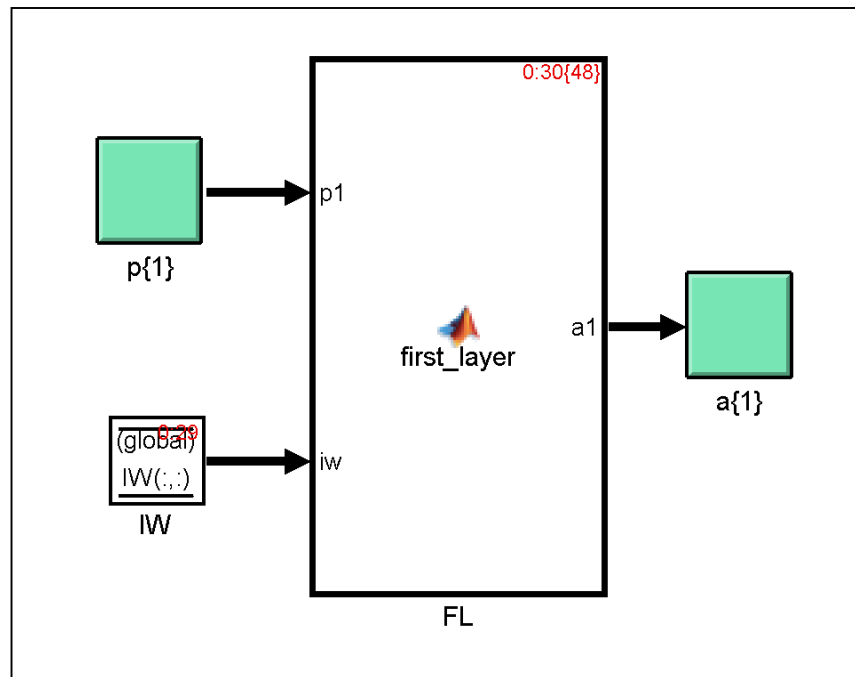 0:30{48}
p1
p{1}
first_layer
a1
a{1}
0:29
(global)
IW(:,:)
IW
iw
FL